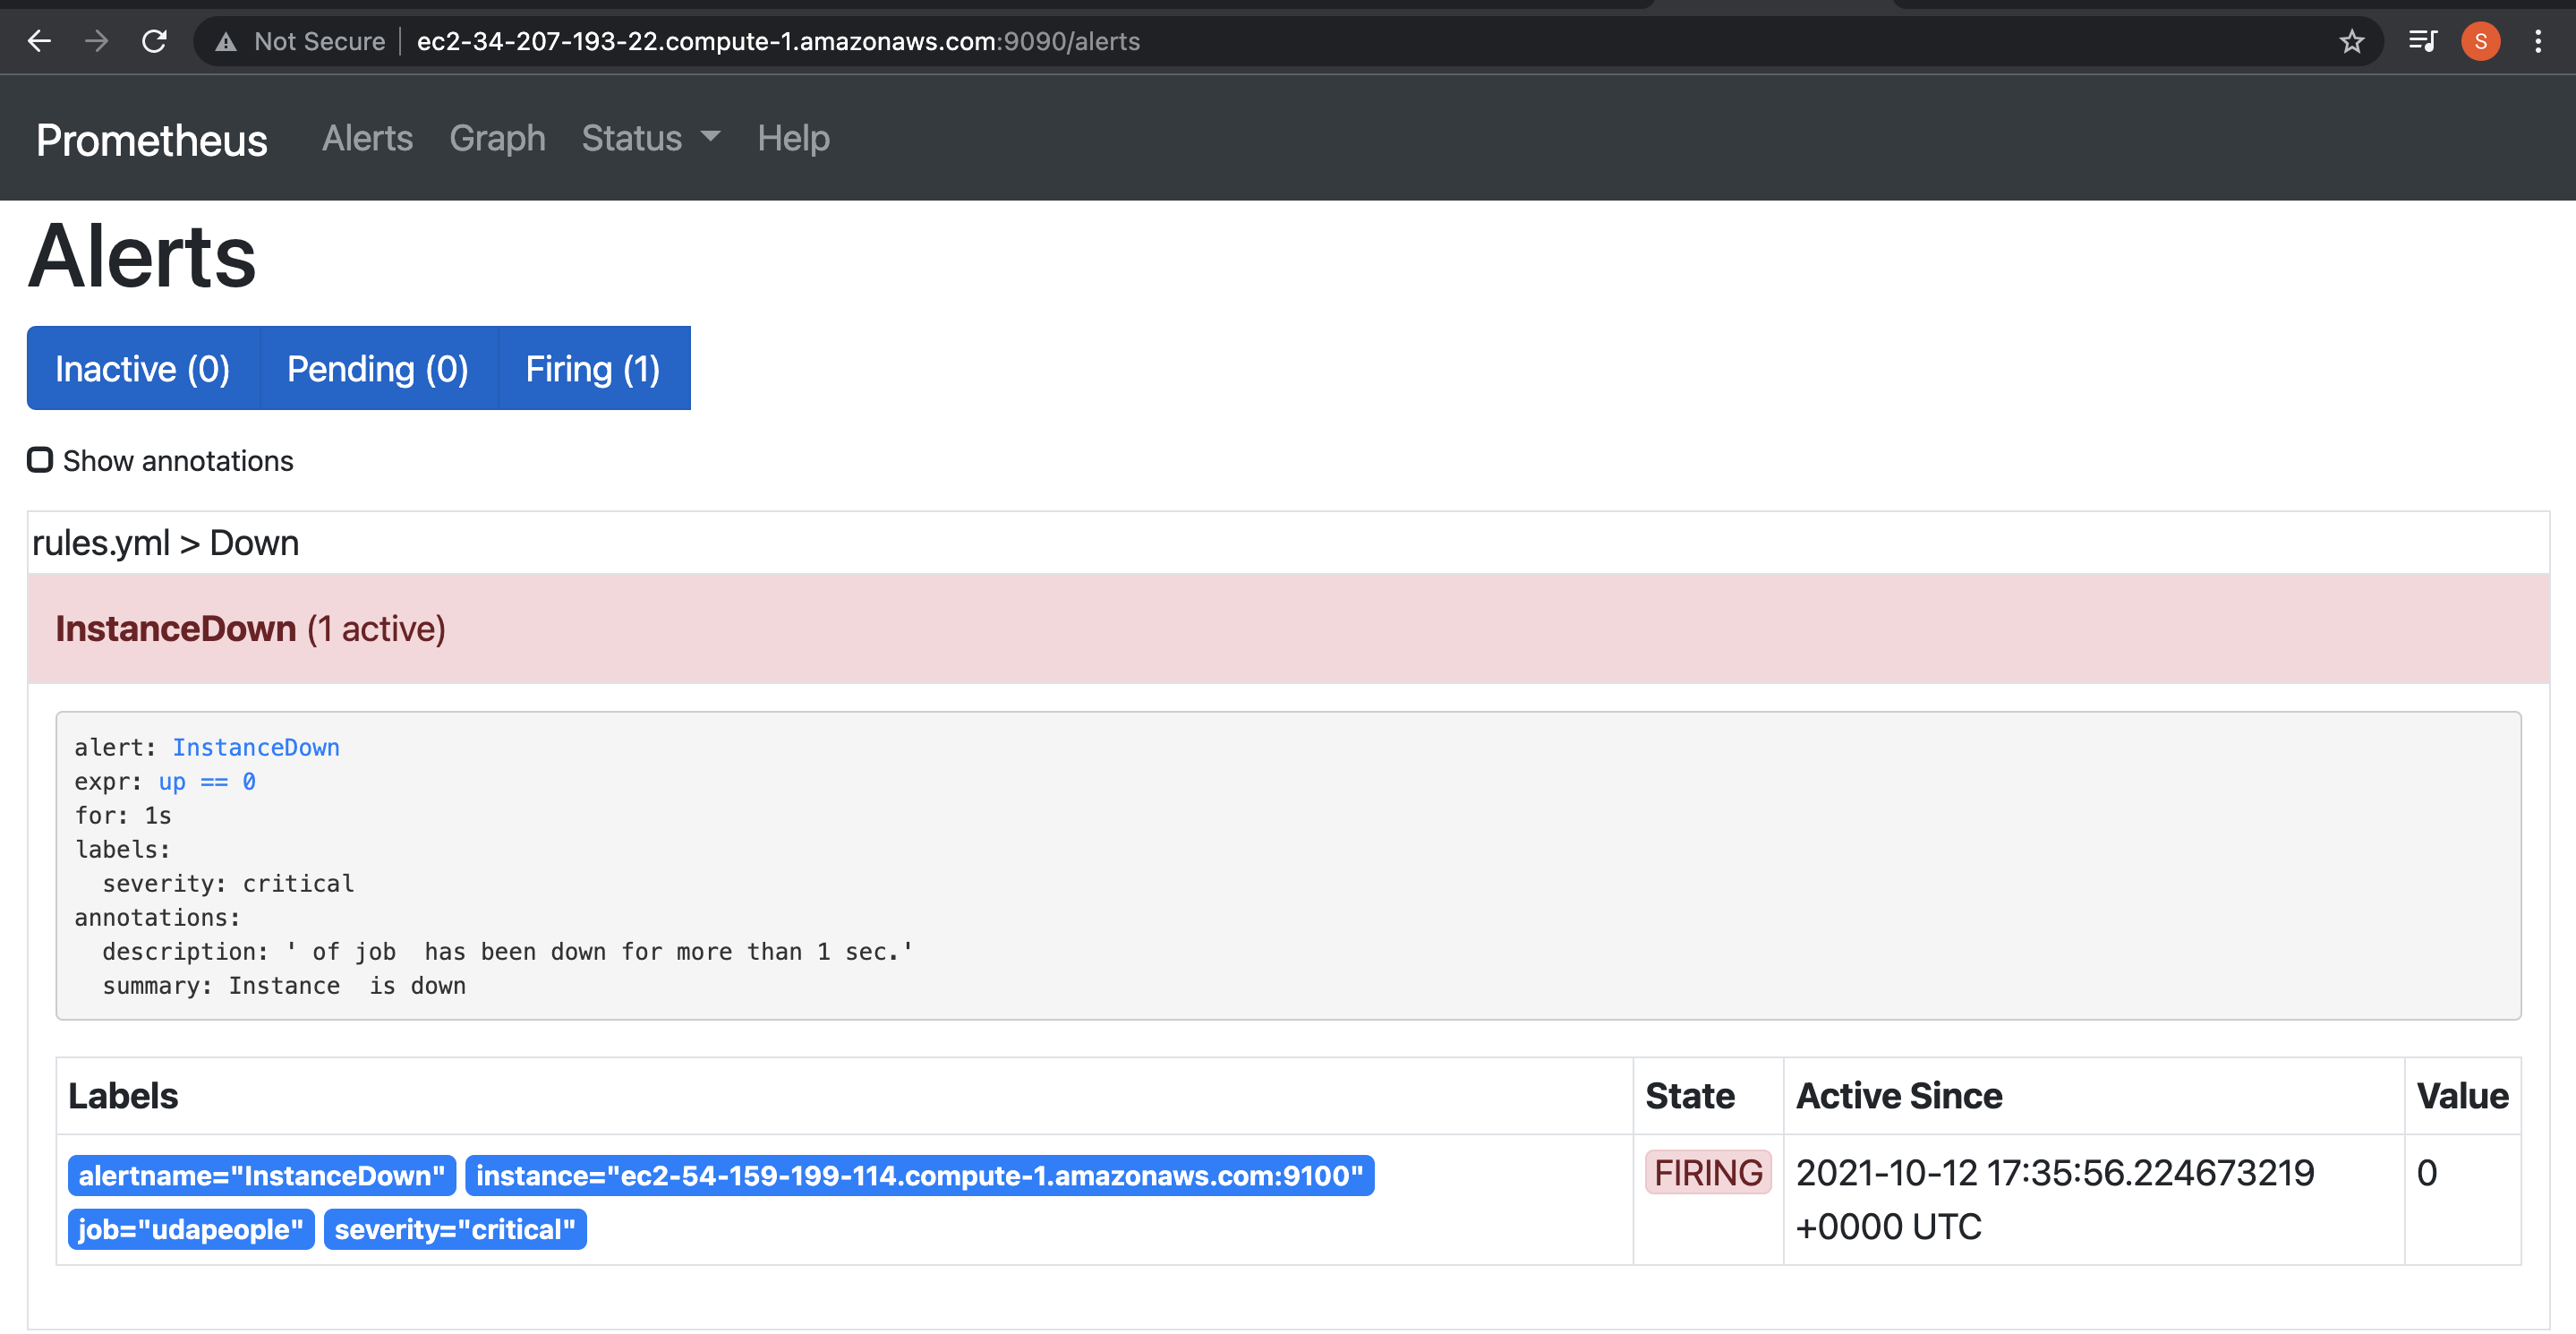 Not Secure ec2-34-207-193-22.compute-1.amazonaws.com:9090/alerts S
Prometheus Alerts Graph Status Help
Alerts
Inactive (0) Pending (0) Firing (1)
Show annotations
rules.yml > Down
InstanceDown (1 active)
alert: InstanceDown
expr: up == 0
for: 1s
labels:
  severity: critical
annotations:
  description: ' of job  has been down for more than 1 sec.'
  summary: Instance  is down
Labels State Active Since Value
alertname="InstanceDown" instance="ec2-54-159-199-114.compute-1.amazonaws.com:9100" FIRING 2021-10-12 17:35:56.224673219 0
job="udapeople" severity="critical" +0000 UTC